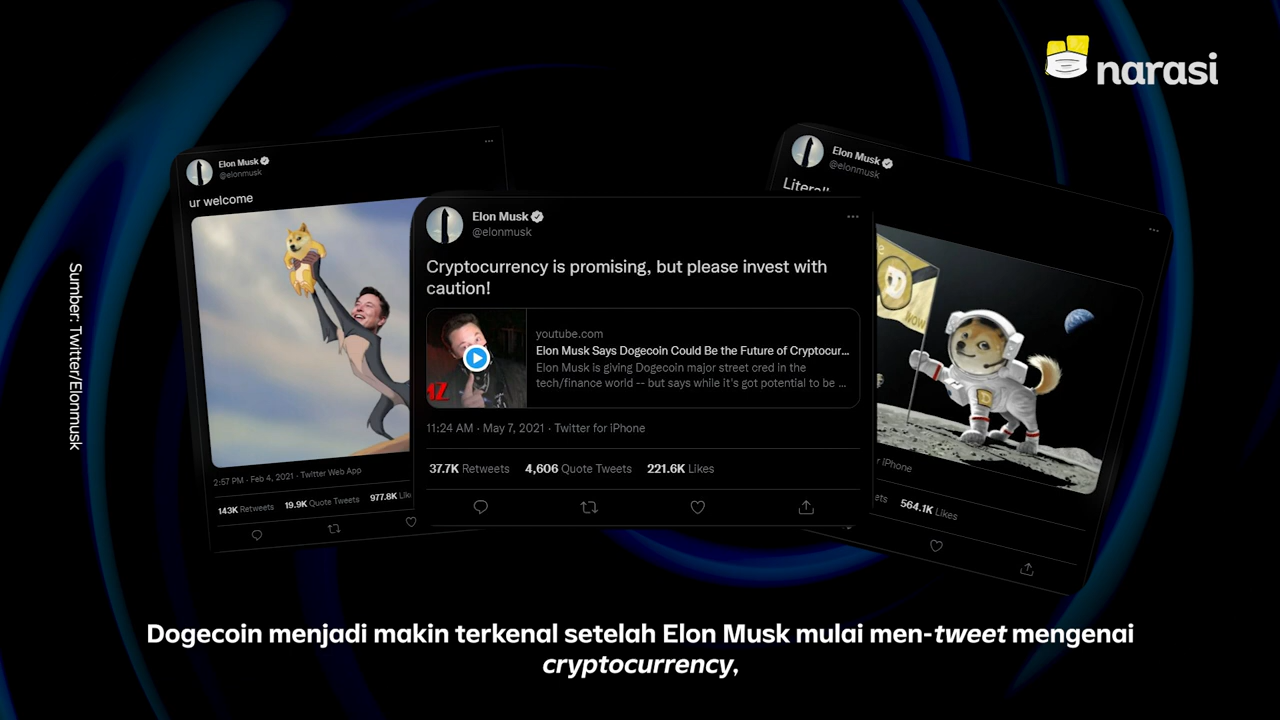 narasi
Sumber: Twitter/Elonmusk
Elon Musk
@elonmusk
ur welcome
2:57 PM · Feb 4, 2021 · Twitter Web App
143K Retweets 19.9K Quote Tweets 977.8K
Elon Musk
@elonmusk
Cryptocurrency is promising, but please invest with
caution!
youtube.com
Elon Musk Says Dogecoin Could Be the Future of Cryptocur...
Elon Musk is giving Dogecoin major street cred in the
tech/finance world -- but says while it's got potential to be ...
11:24 AM · May 7, 2021 · Twitter for iPhone
37.7K Retweets 4,606 Quote Tweets 221.6K Likes
Elon Musk
@elonmusk
D
WOW
D
iPhone
564.1K Likes
Dogecoin menjadi makin terkenal setelah Elon Musk mulai men-tweet mengenai
cryptocurrency,